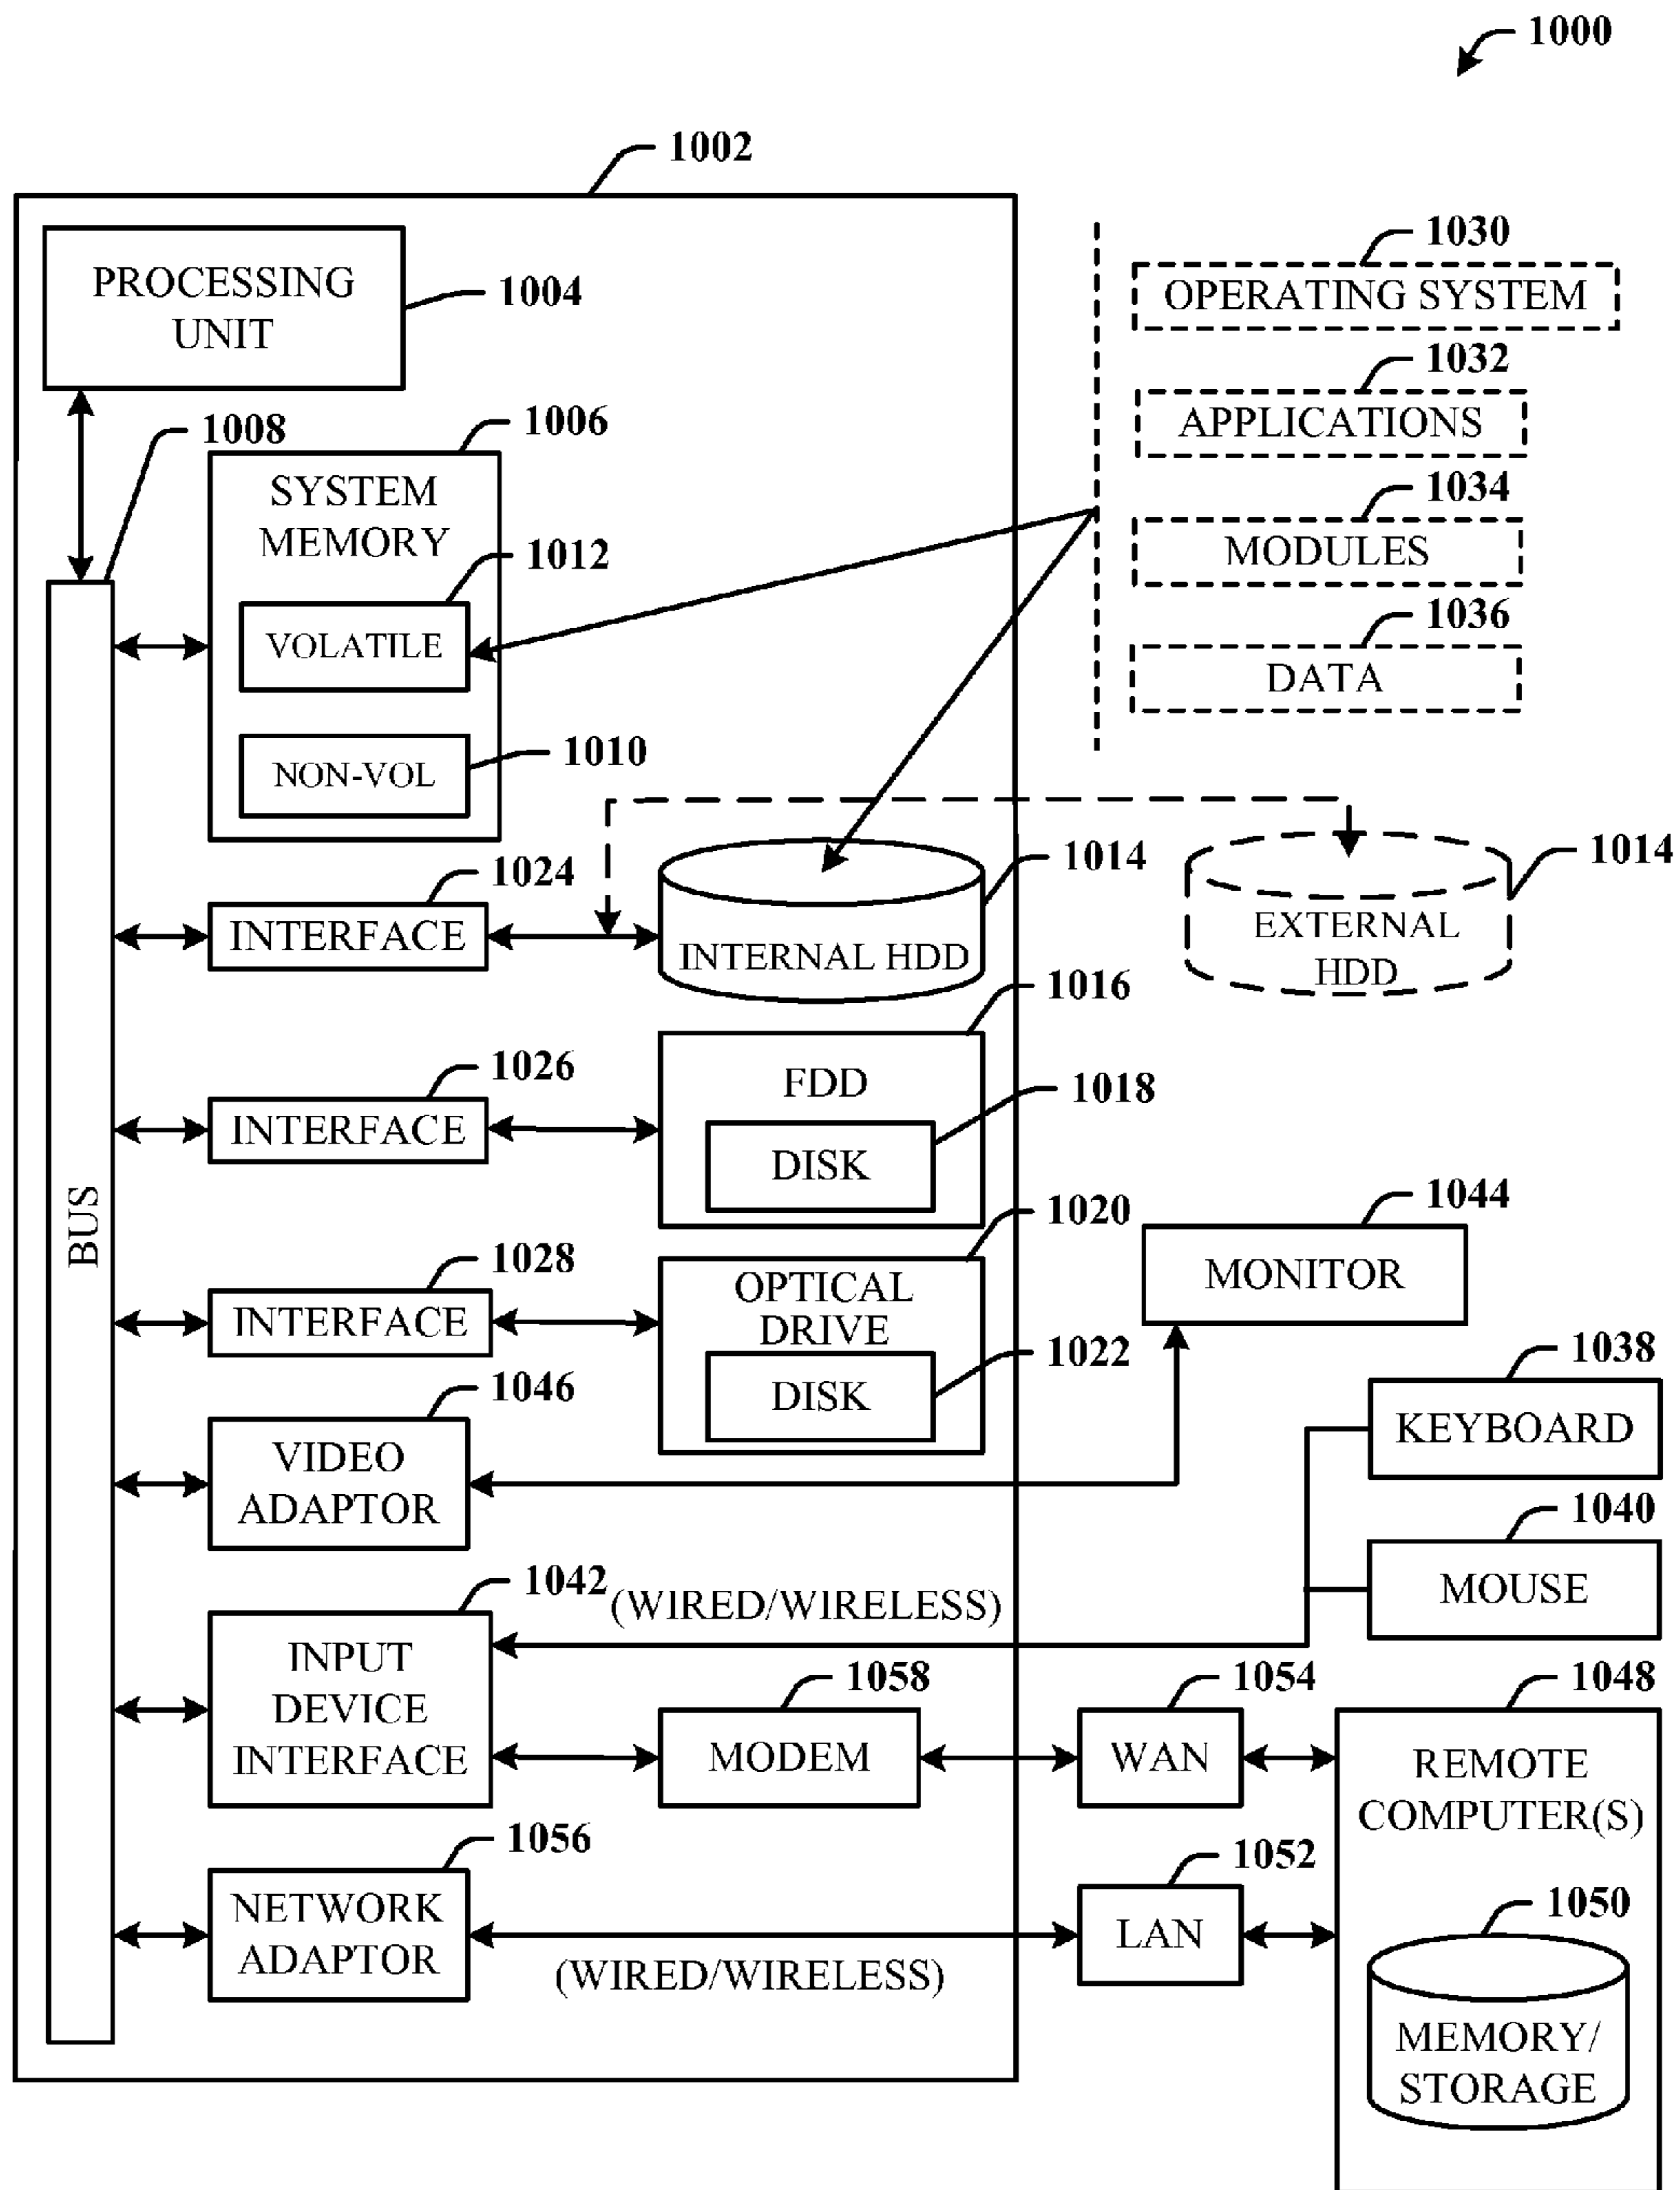 1000
1002
PROCESSING
UNIT
1004
1030
OPERATING SYSTEM
1032
APPLICATIONS
1034
MODULES
1036
DATA
1008
1006
SYSTEM
MEMORY
1012
VOLATILE
1010
NON-VOL
BUS
1024
INTERFACE
1014
INTERNAL HDD
1014
EXTERNAL
HDD
1026
INTERFACE
1016
FDD
1018
DISK
1028
INTERFACE
1020
OPTICAL
DRIVE
1022
DISK
1044
MONITOR
1046
VIDEO
ADAPTOR
1038
KEYBOARD
1040
MOUSE
1042
(WIRED/WIRELESS)
INPUT
DEVICE
INTERFACE
1058
MODEM
1054
WAN
1048
REMOTE
COMPUTER(S)
1056
NETWORK
ADAPTOR
(WIRED/WIRELESS)
1052
LAN
1050
MEMORY/
STORAGE